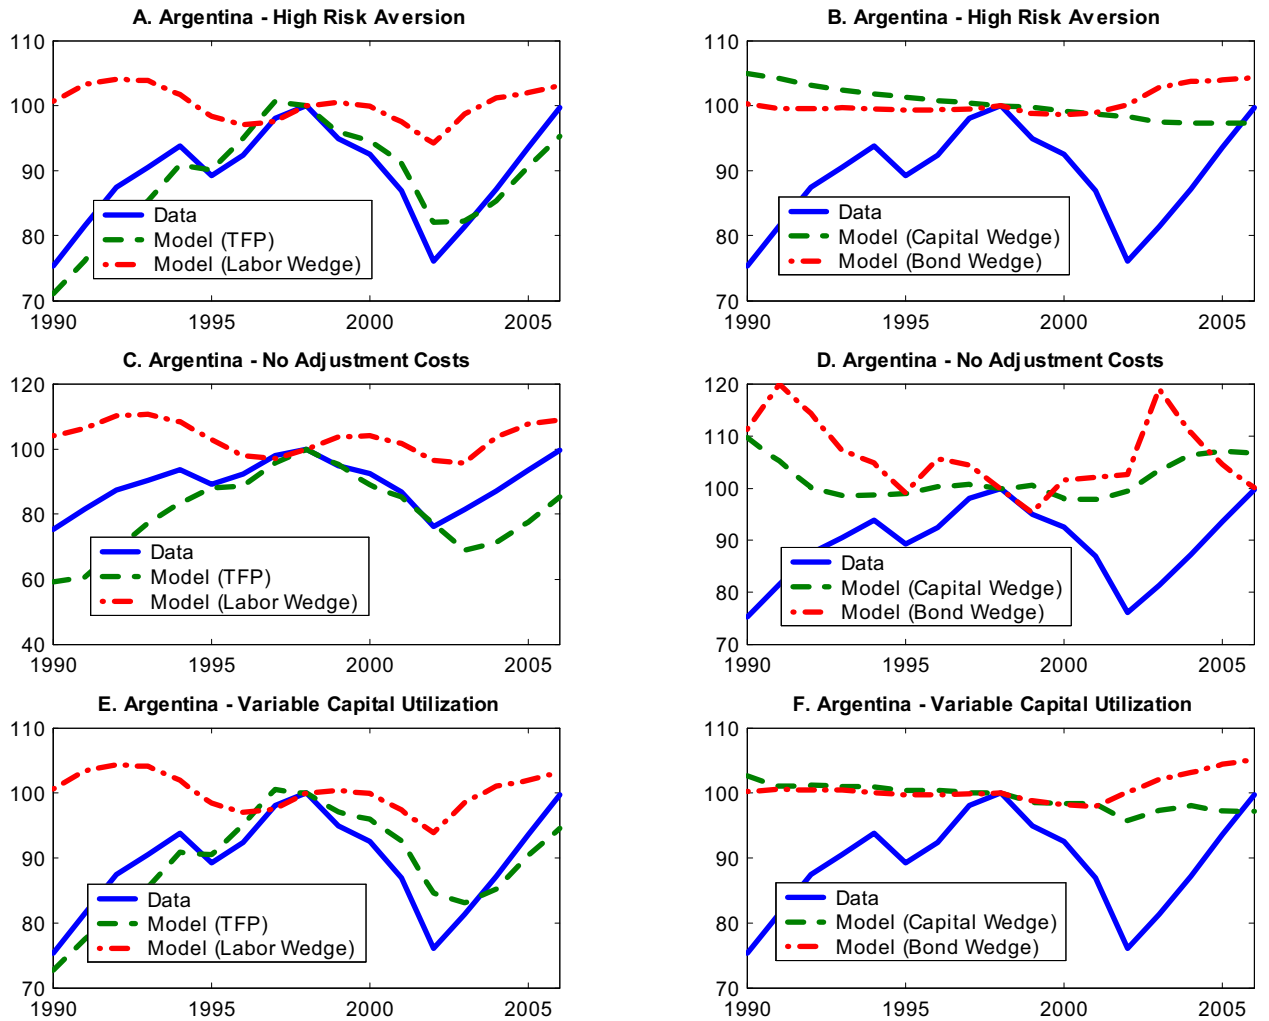 A. Argentina - High Risk Aversion
110
100
90
80
70
1990
1995
2000
2005
Data
Model (TFP)
Model (Labor Wedge)
B. Argentina - High Risk Aversion
110
100
90
80
70
1990
1995
2000
2005
Data
Model (Capital Wedge)
Model (Bond Wedge)
C. Argentina - No Adjustment Costs
120
100
80
60
40
1990
1995
2000
2005
Data
Model (TFP)
Model (Labor Wedge)
D. Argentina - No Adjustment Costs
120
110
100
90
80
70
1990
1995
2000
2005
Data
Model (Capital Wedge)
Model (Bond Wedge)
E. Argentina - Variable Capital Utilization
110
100
90
80
70
1990
1995
2000
2005
Data
Model (TFP)
Model (Labor Wedge)
F. Argentina - Variable Capital Utilization
110
100
90
80
70
1990
1995
2000
2005
Data
Model (Capital Wedge)
Model (Bond Wedge)